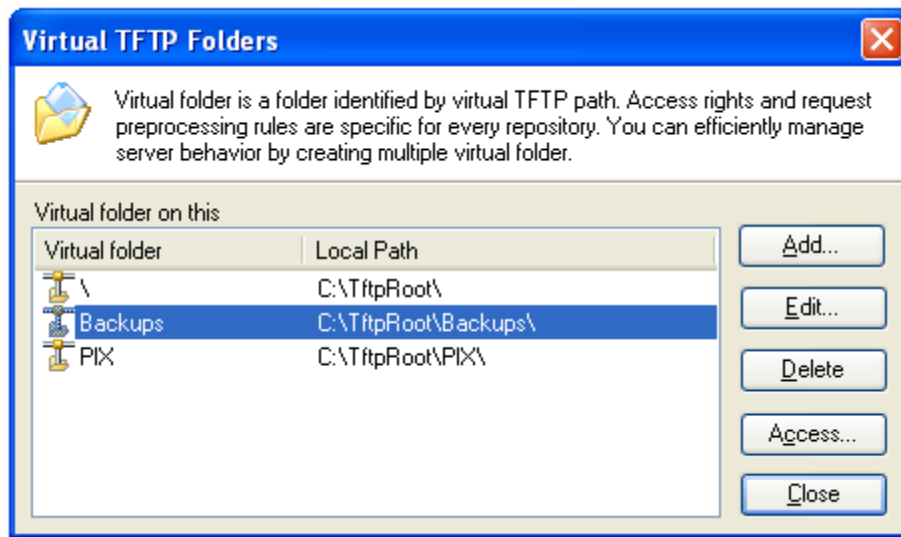 Virtual TFTP Folders
Virtual folder is a folder identified by virtual TFTP path. Access rights and request
preprocessing rules are specific for every repository. You can efficiently manage
server behavior by creating multiple virtual folder.
Virtual folder on this
Virtual folder Local Path
\ C:\TftpRoot\
Backups C:\TftpRoot\Backups\
PIX C:\TftpRoot\PIX\
Add...
Edit...
Delete
Access...
Close